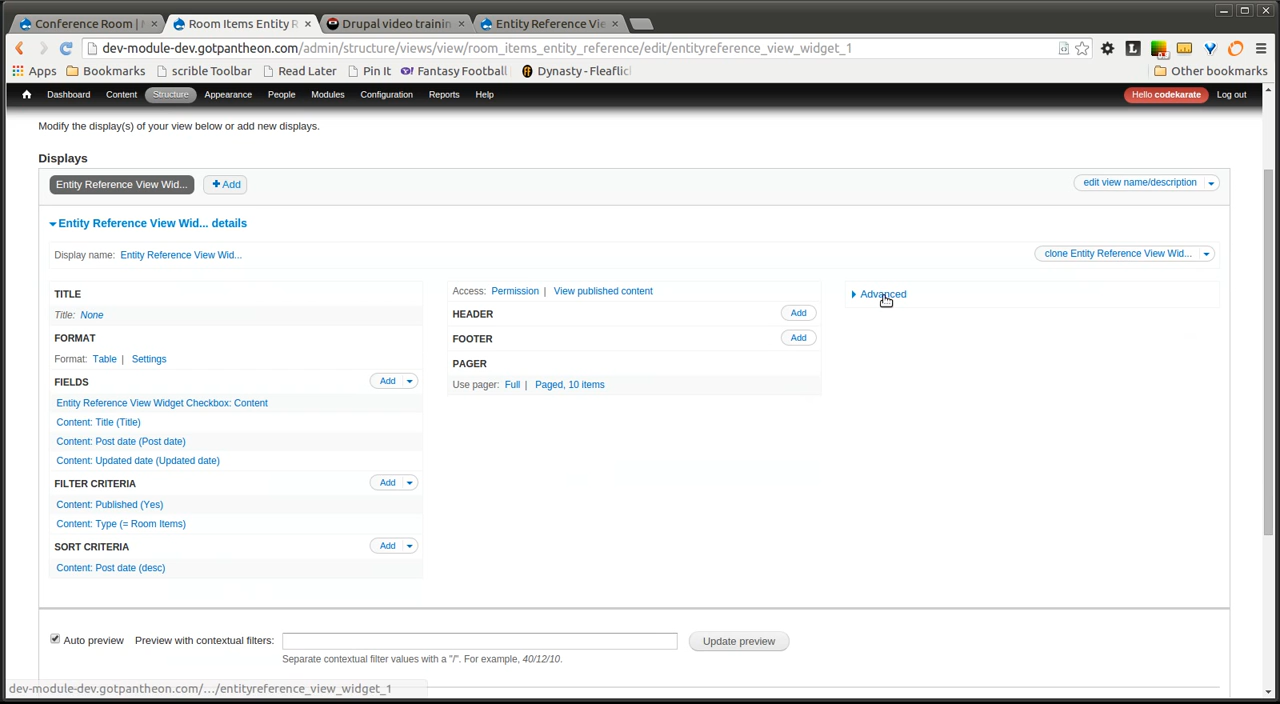 Conference Room | N
Room Items Entity R
Drupal video trainin
Entity Reference Vie
dev-module-dev.gotpantheon.com/admin/structure/views/view/room_items_entity_reference/edit/entityreference_view_widget_1
Apps Bookmarks scrible Toolbar Read Later Pin It Fantasy Football Dynasty - Fleaflic Other bookmarks
Dashboard Content Structure Appearance People Modules Configuration Reports Help Hello codekarate Log out
Modify the display(s) of your view below or add new displays.
Displays
Entity Reference View Wid... Add edit view name/description
Entity Reference View Wid... details
Display name: Entity Reference View Wid... clone Entity Reference View Wid...
TITLE
Title: None
FORMAT
Format: Table | Settings
FIELDS Add
Entity Reference View Widget Checkbox: Content
Content: Title (Title)
Content: Post date (Post date)
Content: Updated date (Updated date)
FILTER CRITERIA Add
Content: Published (Yes)
Content: Type (= Room Items)
SORT CRITERIA Add
Content: Post date (desc)
Access: Permission | View published content
HEADER Add
FOOTER Add
PAGER
Use pager: Full | Paged, 10 items
Advanced
Auto preview Preview with contextual filters: Update preview
Separate contextual filter values with a "/". For example, 40/12/10.
dev-module-dev.gotpantheon.com/.../entityreference_view_widget_1